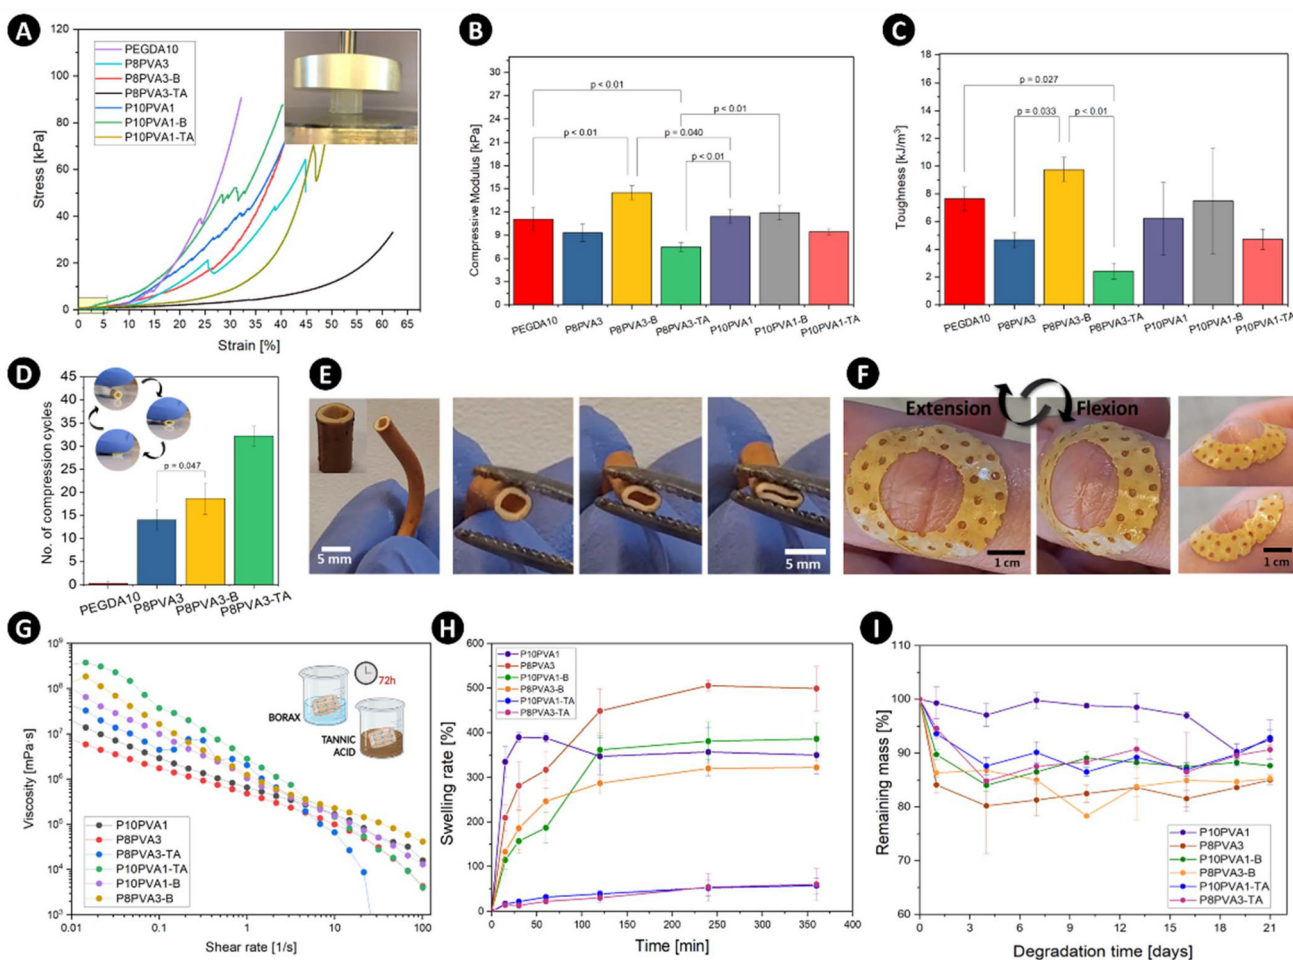 A
Stress [kPa]
120
100
80
60
40
20
0
PEGDA10
P8PVA3
P8PVA3-B
P8PVA3-TA
P10PVA1
P10PVA1-B
P10PVA1-TA
0 5 10 15 20 25 30 35 40 45 50 55 60 65
Strain [%]
B
Compressive Modulus [kPa]
30
27
24
21
18
15
12
9
6
3
0
p < 0.01
p < 0.01
p < 0.01
p = 0.040
p < 0.01
PEGDA10 P8PVA3 P8PVA3-B P8PVA3-TA P10PVA1 P10PVA1-B P10PVA1-TA
C
Toughness [kJ/m³]
18
16
14
12
10
8
6
4
2
0
p = 0.027
p = 0.033
p < 0.01
PEGDA10 P8PVA3 P8PVA3-B P8PVA3-TA P10PVA1 P10PVA1-B P10PVA1-TA
D
No. of compression cycles
45
40
35
30
25
20
15
10
5
0
p = 0.047
PEGDA10 P8PVA3 P8PVA3-B P8PVA3-TA
E
5 mm
5 mm
F
Extension
Flexion
1 cm
1 cm
G
Viscosity [mPa·s]
10⁹
10⁸
10⁷
10⁶
10⁵
10⁴
10³
72h
BORAX
TANNIC
ACID
P10PVA1
P8PVA3
P8PVA3-TA
P10PVA1-TA
P10PVA1-B
P8PVA3-B
0.01 0.1 1 10 100
Shear rate [1/s]
H
Swelling rate [%]
600
500
400
300
200
100
0
P10PVA1
P8PVA3
P10PVA1-B
P8PVA3-B
P10PVA1-TA
P8PVA3-TA
0 50 100 150 200 250 300 350 400
Time [min]
I
Remaining mass [%]
110
100
90
80
70
60
P10PVA1
P8PVA3
P10PVA1-B
P8PVA3-B
P10PVA1-TA
P8PVA3-TA
0 3 6 9 12 15 18 21
Degradation time [days]